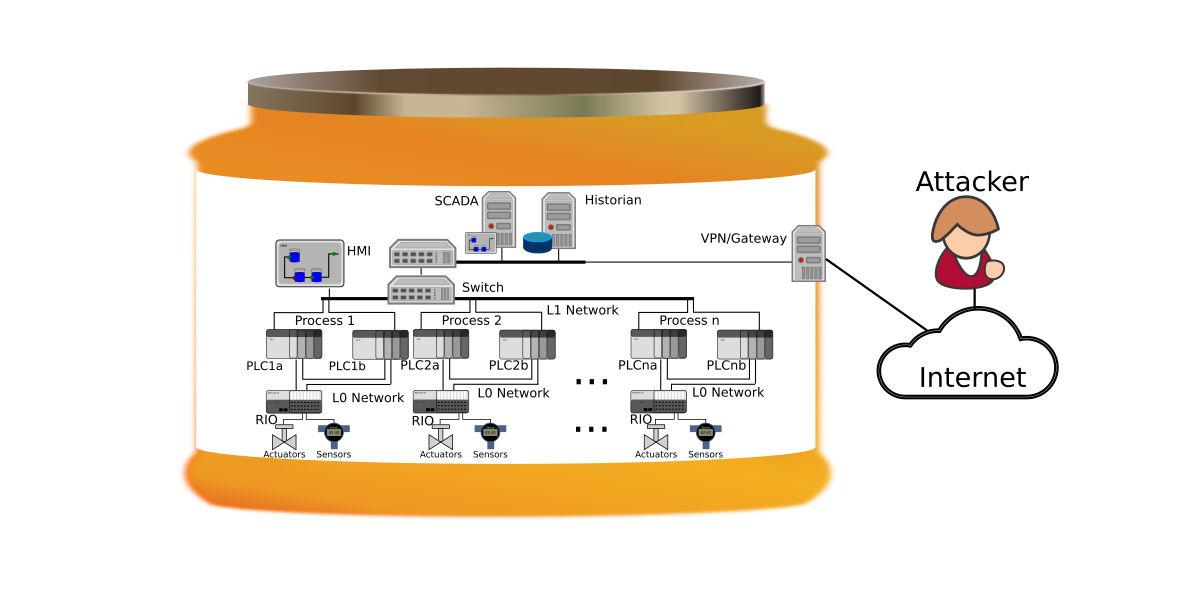 Attacker
SCADA
Historian
VPN/Gateway
HMI
Switch
L1 Network
Process 1
Process 2
Process n
PLC1a
PLC1b
PLC2a
PLC2b
PLCna
PLCnb
Internet
...
L0 Network
L0 Network
L0 Network
RIO
RIO
RIO
...
Actuators
Sensors
Actuators
Sensors
Actuators
Sensors